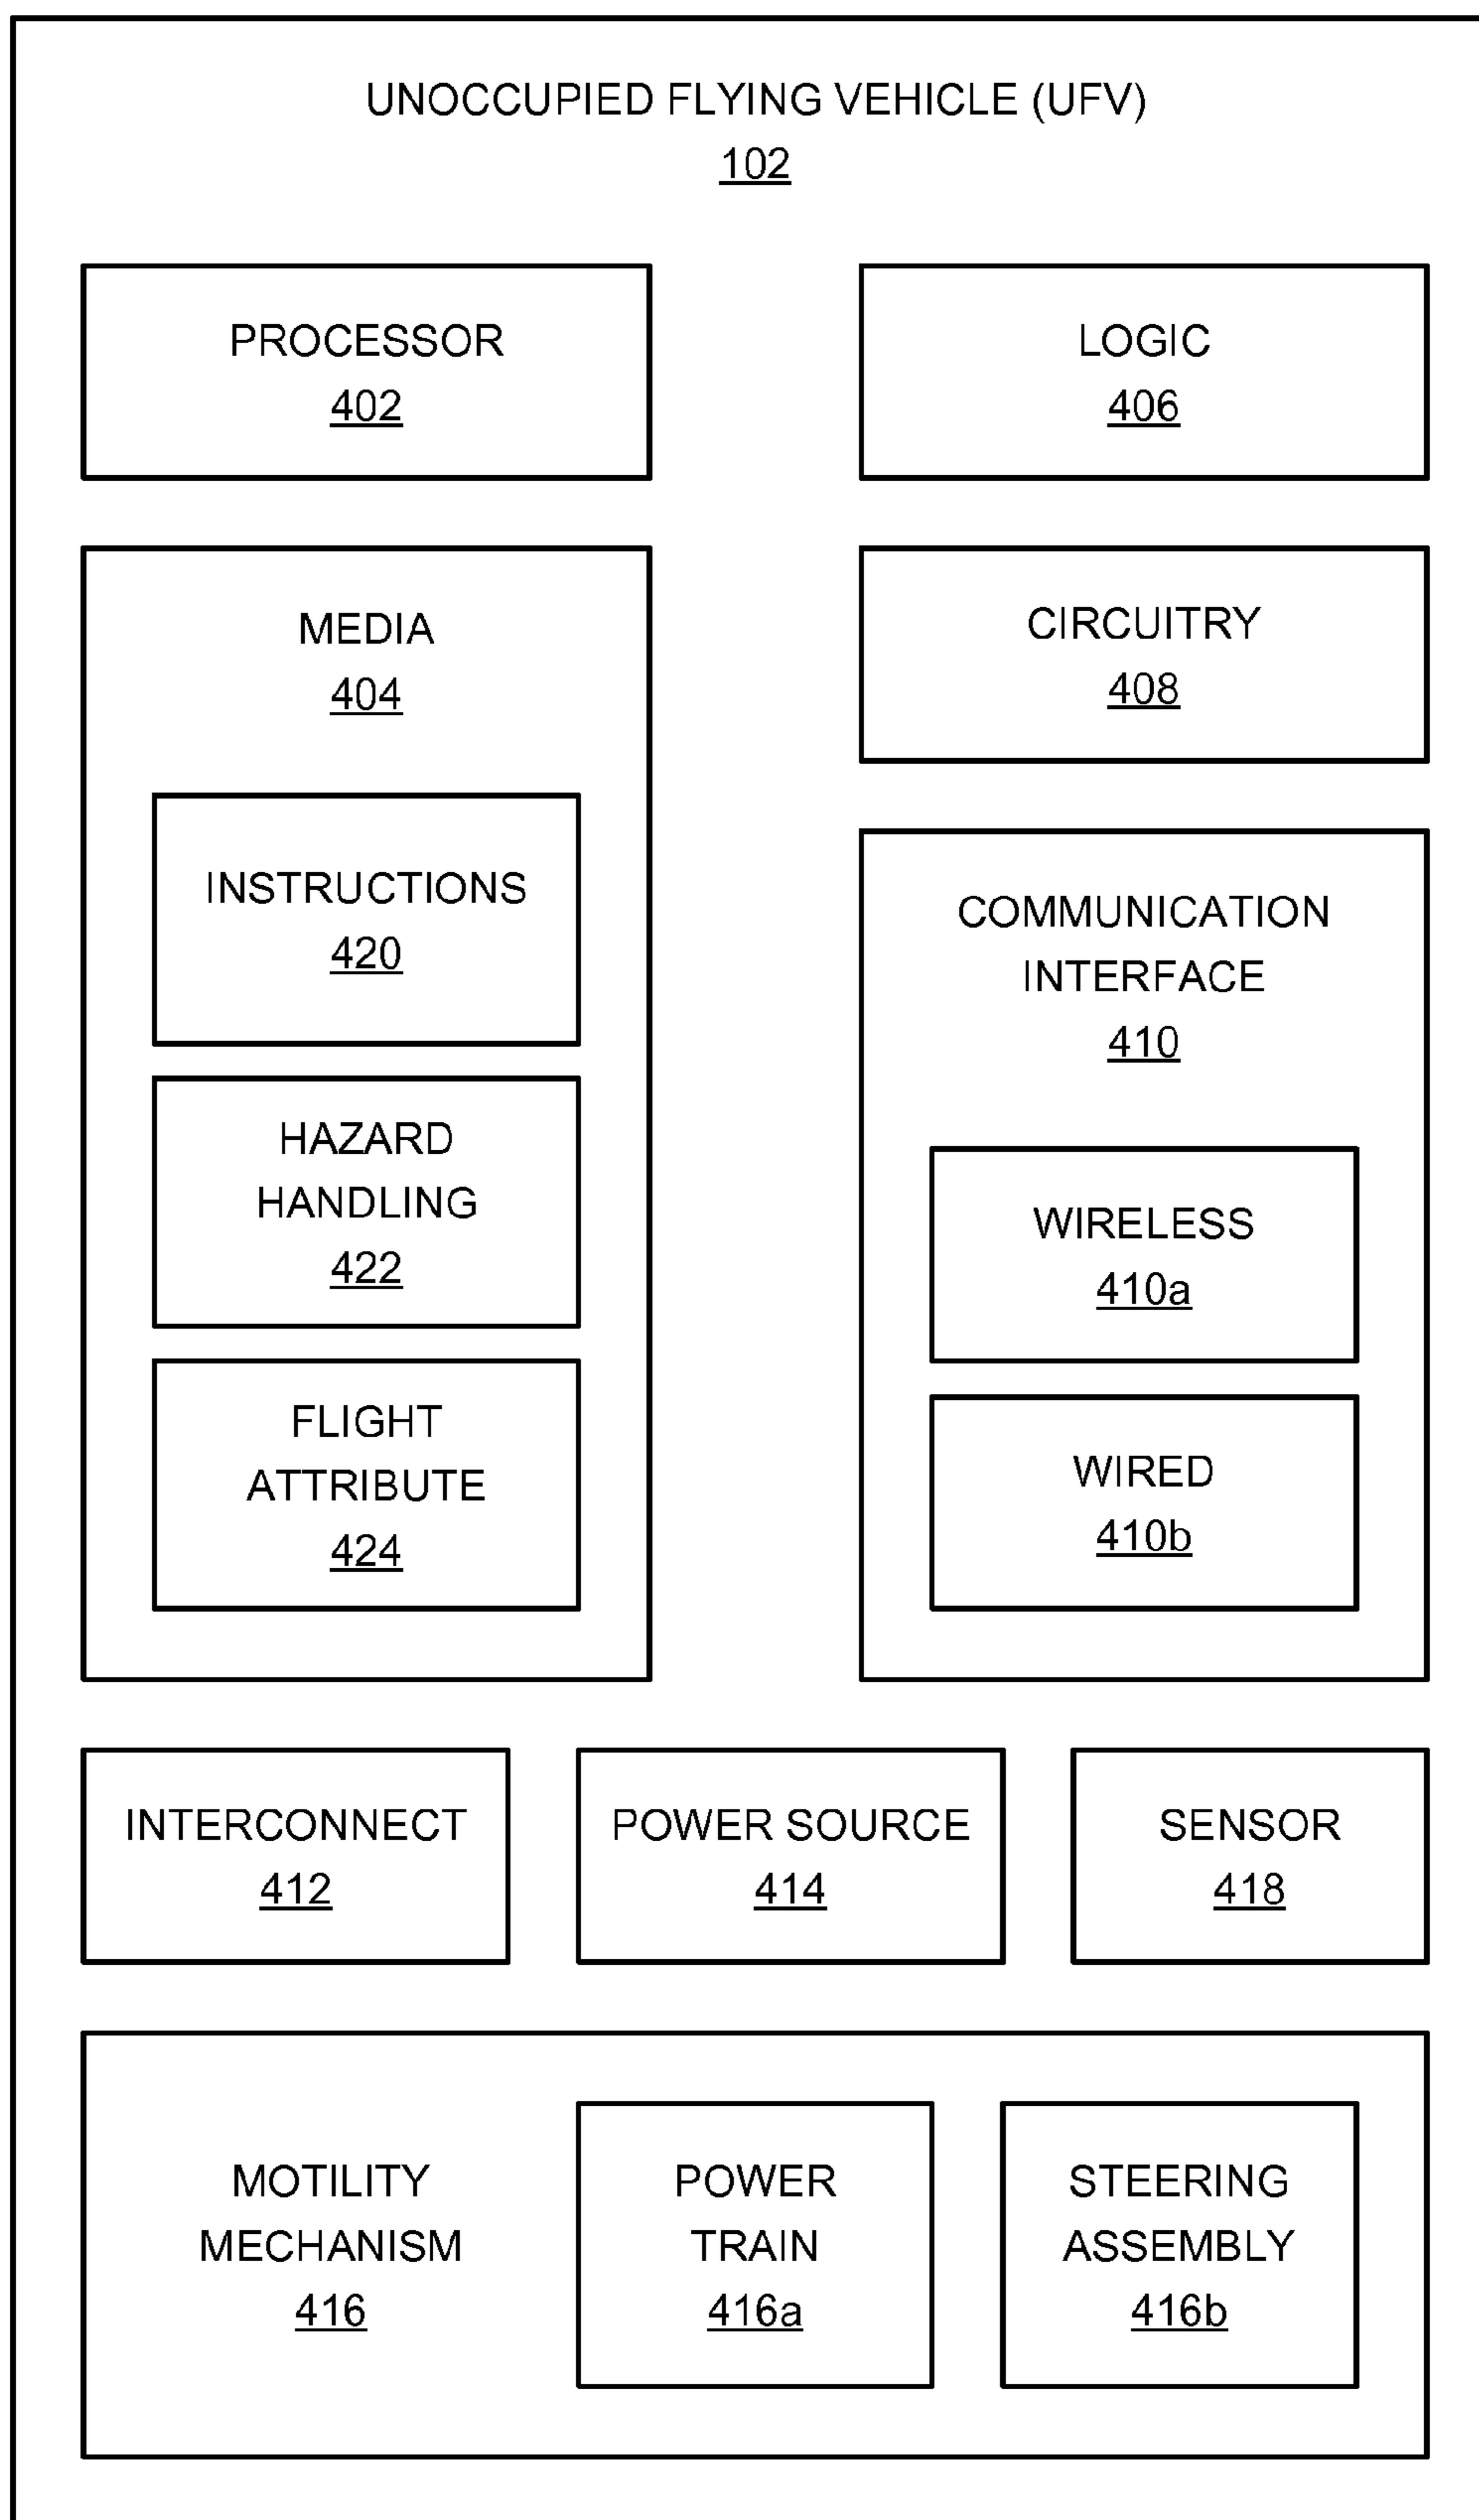 UNOCCUPIED FLYING VEHICLE (UFV)
102
PROCESSOR
402
LOGIC
406
MEDIA
404
INSTRUCTIONS
420
HAZARD
HANDLING
422
FLIGHT
ATTRIBUTE
424
CIRCUITRY
408
COMMUNICATION
INTERFACE
410
WIRELESS
410a
WIRED
410b
INTERCONNECT
412
POWER SOURCE
414
SENSOR
418
MOTILITY
MECHANISM
416
POWER
TRAIN
416a
STEERING
ASSEMBLY
416b